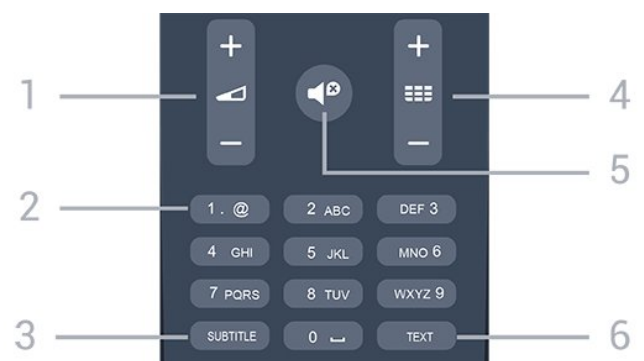 + +
1 4
5
- -
2 1 . @ 2 ABC DEF 3
4 GHI 5 JKL MNO 6
7 PQRS 8 TUV WXYZ 9
3 SUBTITLE 0 ⎵ TEXT 6